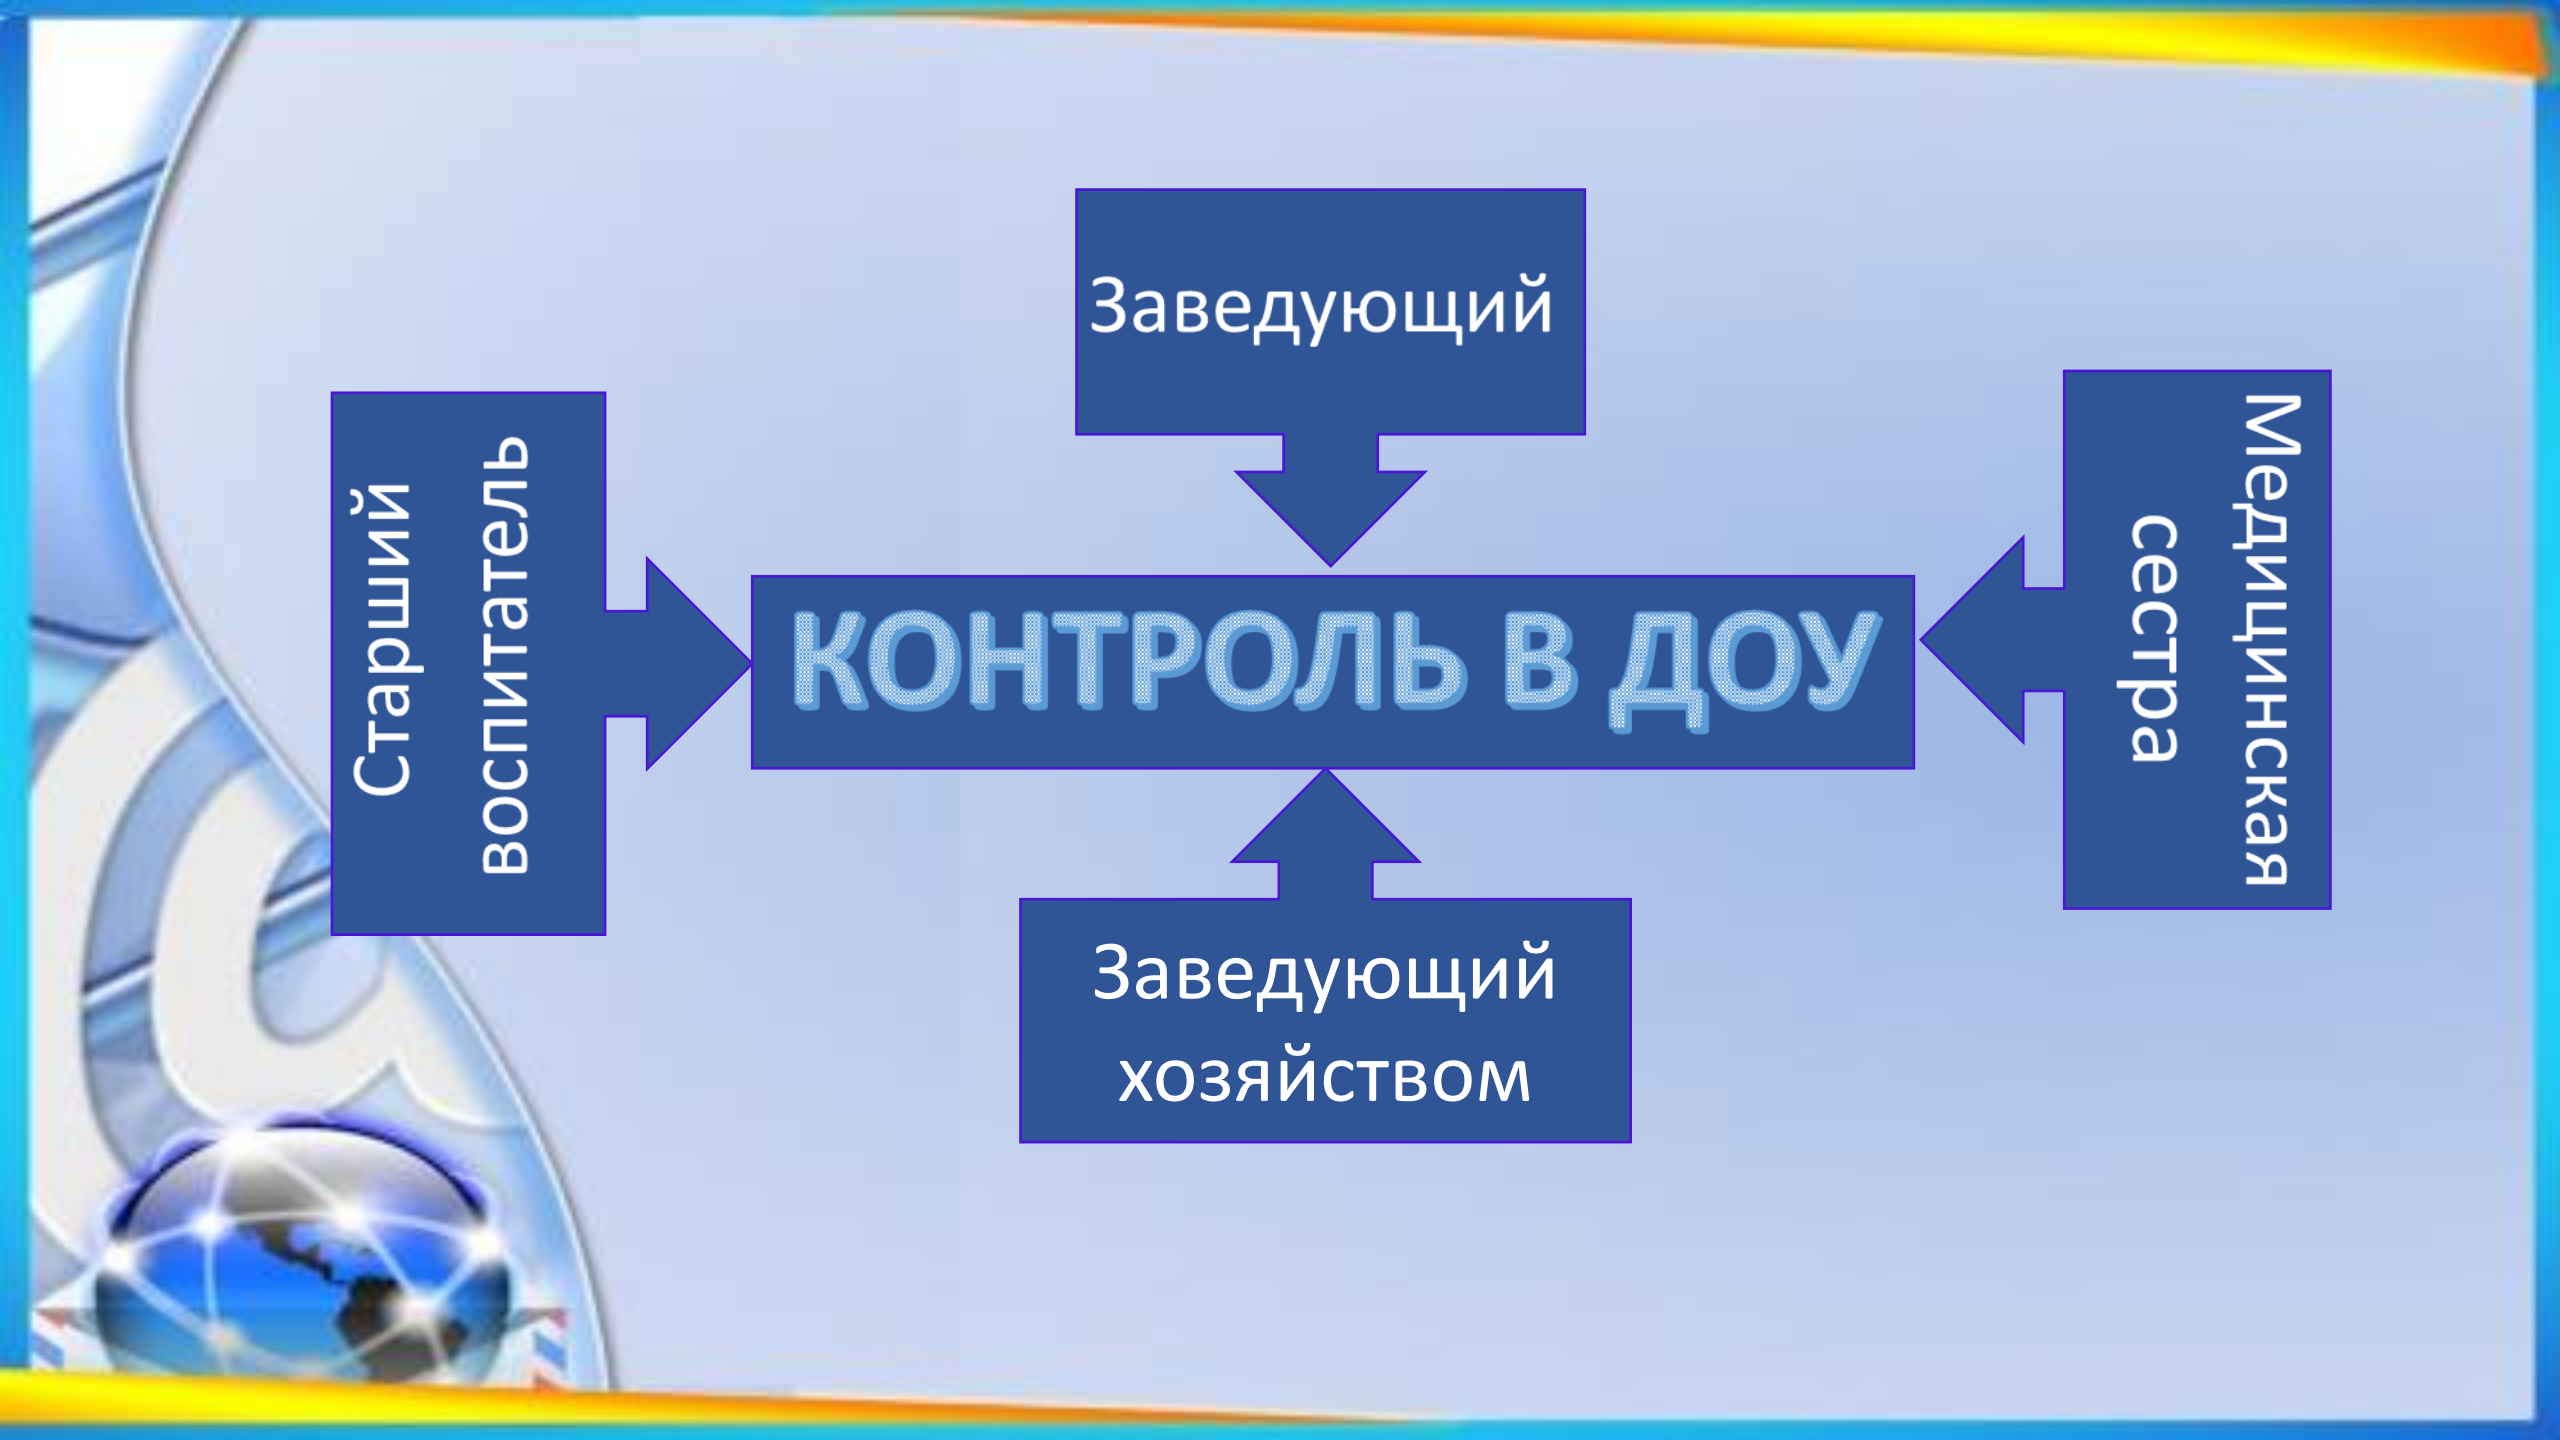 Заведующий
Старший
воспитатель
КОНТРОЛЬ В ДОУ
Медицинская
сестра
Заведующий
хозяйством